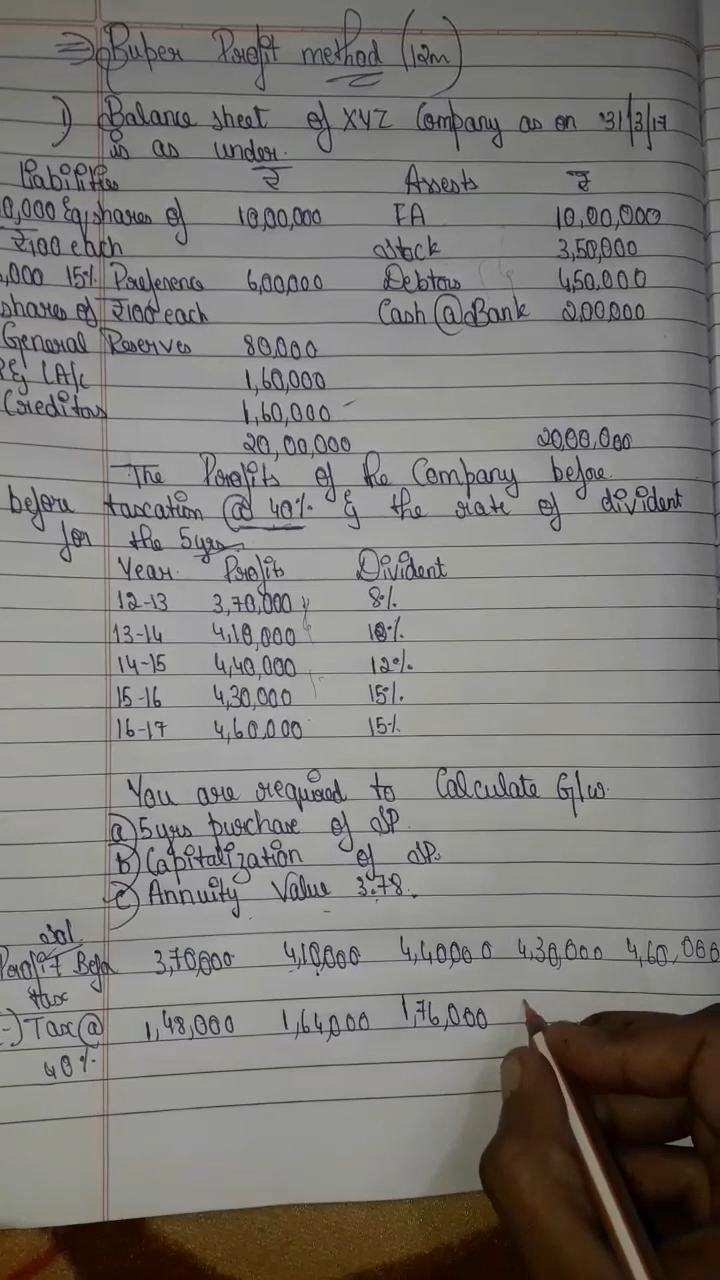 ⇒ Super Profit method (12m)
1) Balance sheet of XYZ Company as on 31/3/17
is as under.
Liabilities ₹ Assests ₹
0,000 Eq shares of 10,00,000 FA 10,00,000
₹100 each Stock 3,50,000
,000 15% Preference 6,00,000 Debtors 4,50,000
shares of ₹100 each Cash @ Bank 2,00,000
General Reserves 80,000
P&L A/c 1,60,000
Creditors 1,60,000
20,00,000 2000,000
The Profits of the Company before
before taxcation @ 40% & the rate of divident
for the 5yrs
Year Profits Divident
12-13 3,70,000 8%
13-14 4,10,000 10%
14-15 4,40,000 12%
15-16 4,30,000 15%
16-17 4,60,000 15%
You are required to Calculate G/w.
a) 5yrs purchase of SP.
b) Capitalization of SP.
c) Annuity Value 3.78.
Sol
Profit Befo 3,70,000 4,10,000 4,40,000 4,30,000 4,60,000
tax
(-) Tax @ 1,48,000 1,64,000 1,76,000
40%